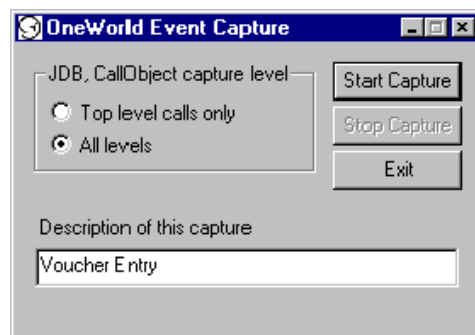 OneWorld Event Capture
JDB, CallObject capture level
Top level calls only
All levels
Start Capture
Stop Capture
Exit
Description of this capture
Voucher Entry